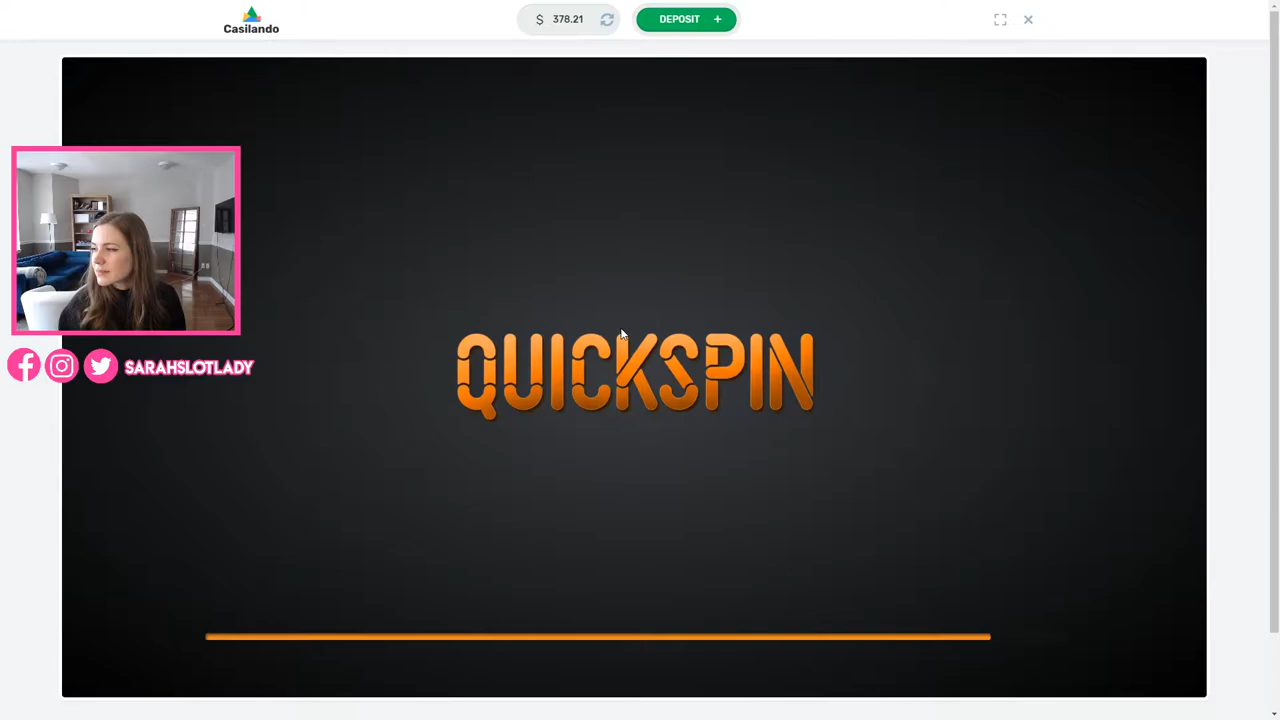 Casilando
$ 378.21
DEPOSIT +
QUICKSPIN
SARAHSLOTLADY